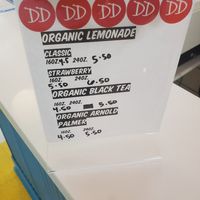 DD DD DD DD DD
ORGANIC LEMONADE
CLASSIC
16OZ. 4.5 24OZ. 5.50
STRAWBERRY
16OZ. 24OZ.
5.50 6.50
ORGANIC BLACK TEA
16OZ. 24OZ.
4.50 5.50
ORGANIC ARNOLD
PALMER
16OZ. 24OZ.
4.50 5.50